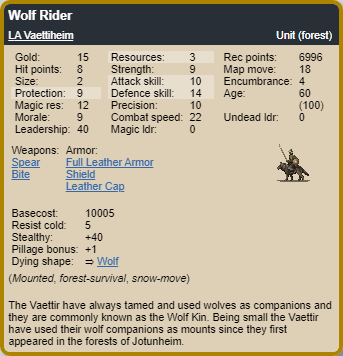 Wolf Rider
LA Vaettiheim Unit (forest)
Gold: 15 Resources: 3 Rec points: 6996
Hit points: 8 Strength: 9 Map move: 18
Size: 2 Attack skill: 10 Encumbrance: 4
Protection: 9 Defence skill: 14 Age: 60
Magic res: 12 Precision: 10 (100)
Morale: 9 Combat speed: 22 Undead ldr: 0
Leadership: 40 Magic ldr: 0
Weapons: Armor:
Spear Full Leather Armor
Bite Shield
Leather Cap
Basecost: 10005
Resist cold: 5
Stealthy: +40
Pillage bonus: +1
Dying shape: ⇒ Wolf
(Mounted, forest-survival, snow-move)
The Vaettir have always tamed and used wolves as companions and
they are commonly known as the Wolf Kin. Being small the Vaettir
have used their wolf companions as mounts since they first
appeared in the forests of Jotunheim.